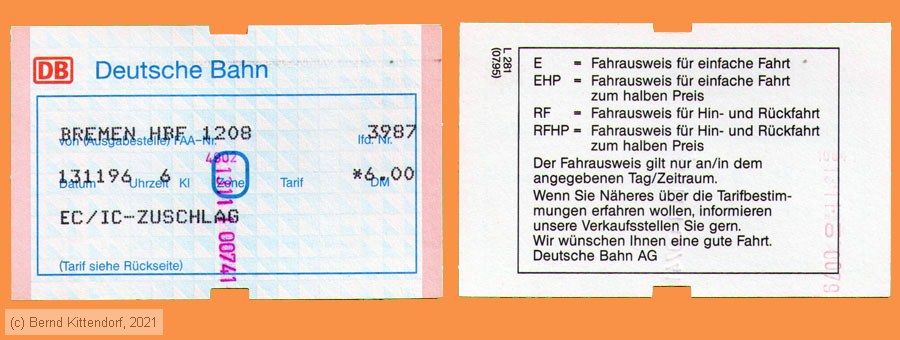 DB Deutsche Bahn
BREMEN HBF 1208 3987
von (Ausgabestelle) FAA-Nr. lfd. Nr.
4802
131196 6 *6,00
Datum Uhrzeit Kl Zone Tarif DM
EC/IC-ZUSCHLAG
00741
(Tarif siehe Rückseite)
L 281
(0795)
E = Fahrausweis für einfache Fahrt
EHP = Fahrausweis für einfache Fahrt
zum halben Preis
RF = Fahrausweis für Hin- und Rückfahrt
RFHP = Fahrausweis für Hin- und Rückfahrt
zum halben Preis
Der Fahrausweis gilt nur an/in dem
angegebenen Tag/Zeitraum.
Wenn Sie Näheres über die Tarifbestim-
mungen erfahren wollen, informieren
unsere Verkaufsstellen Sie gern.
Wir wünschen Ihnen eine gute Fahrt.
Deutsche Bahn AG
(c) Bernd Kittendorf, 2021